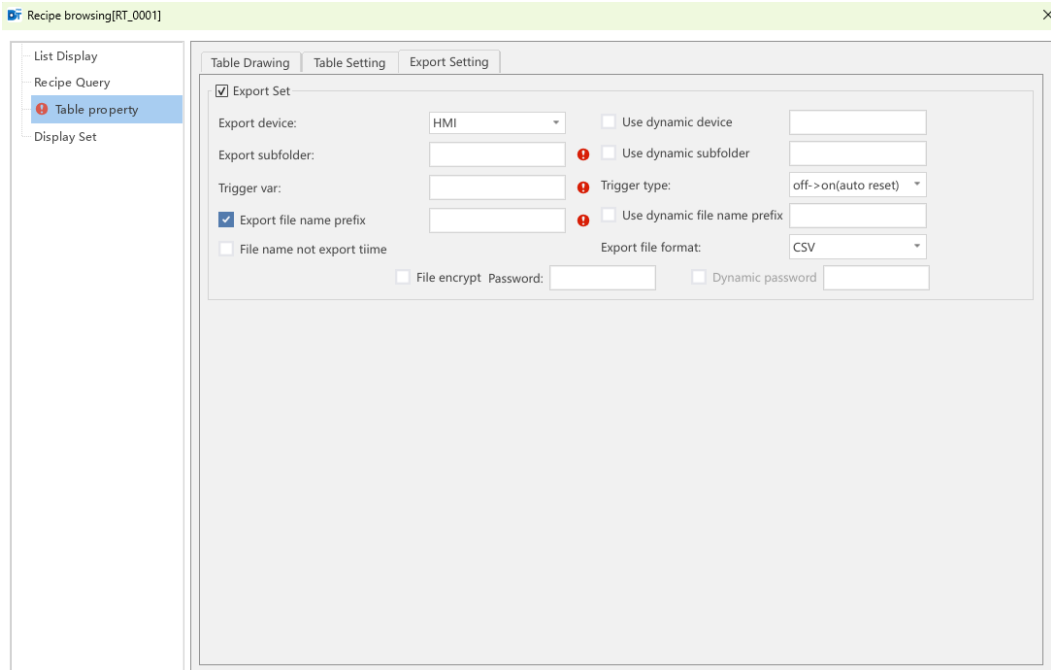 Recipe browsing[RT_0001]
List Display
Recipe Query
Table property
Display Set
Table Drawing Table Setting Export Setting
Export Set
Export device: HMI Use dynamic device
Export subfolder: Use dynamic subfolder
Trigger var: Trigger type: off->on(auto reset)
Export file name prefix Use dynamic file name prefix
File name not export tiime Export file format: CSV
File encrypt Password: Dynamic password